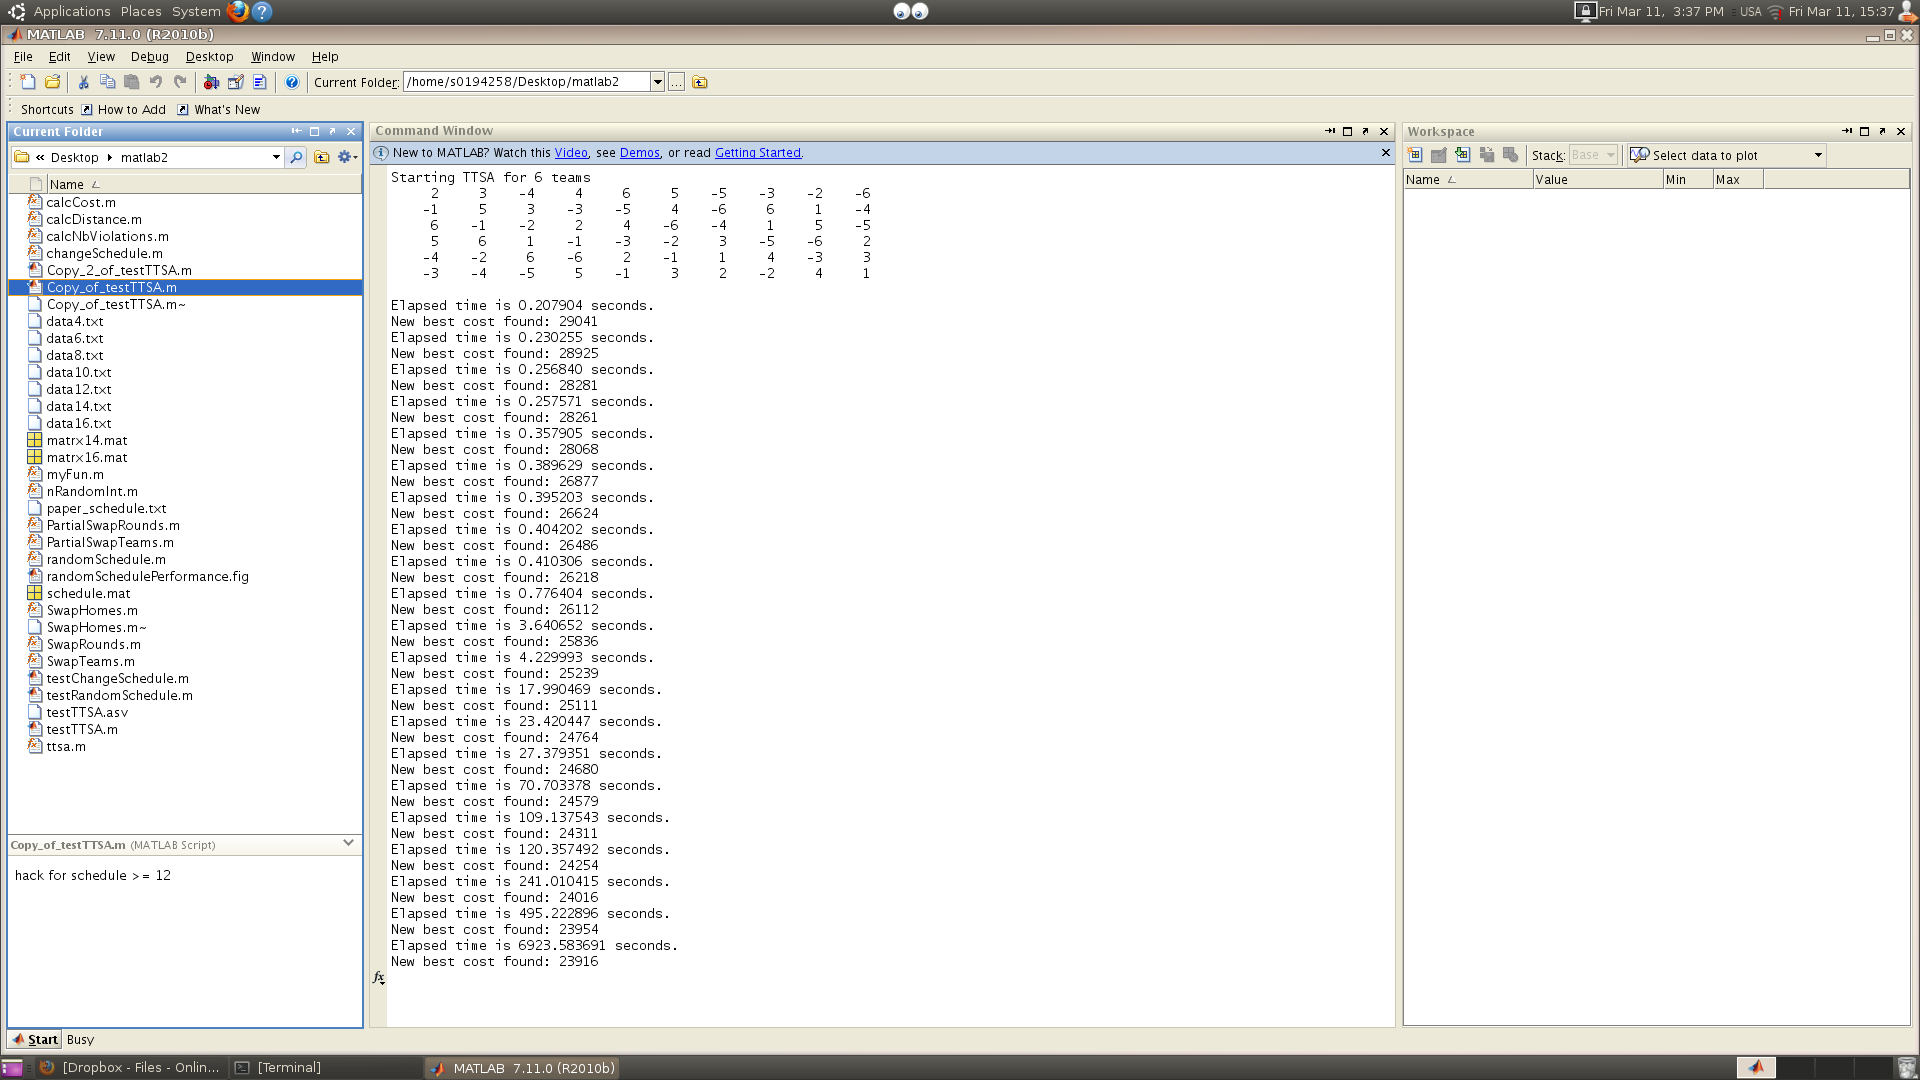 Applications Places System
Fri Mar 11, 3:37 PM USA Fri Mar 11, 15:37
MATLAB 7.11.0 (R2010b)
File Edit View Debug Desktop Window Help
Current Folder: /home/s0194258/Desktop/matlab2
Shortcuts How to Add What's New
Current Folder
« Desktop matlab2
Name
calcCost.m
calcDistance.m
calcNbViolations.m
changeSchedule.m
Copy_2_of_testTTSA.m
Copy_of_testTTSA.m
Copy_of_testTTSA.m~
data4.txt
data6.txt
data8.txt
data10.txt
data12.txt
data14.txt
data16.txt
matrx14.mat
matrx16.mat
myFun.m
nRandomInt.m
paper_schedule.txt
PartialSwapRounds.m
PartialSwapTeams.m
randomSchedule.m
randomSchedulePerformance.fig
schedule.mat
SwapHomes.m
SwapHomes.m~
SwapRounds.m
SwapTeams.m
testChangeSchedule.m
testRandomSchedule.m
testTTSA.asv
testTTSA.m
ttsa.m
Copy_of_testTTSA.m (MATLAB Script)
hack for schedule >= 12
Command Window
New to MATLAB? Watch this Video, see Demos, or read Getting Started.
Starting TTSA for 6 teams
2 3 -4 4 6 5 -5 -3 -2 -6
-1 5 3 -3 -5 4 -6 6 1 -4
6 -1 -2 2 4 -6 -4 1 5 -5
5 6 1 -1 -3 -2 3 -5 -6 2
-4 -2 6 -6 2 -1 1 4 -3 3
-3 -4 -5 5 -1 3 2 -2 4 1
Elapsed time is 0.207904 seconds.
New best cost found: 29041
Elapsed time is 0.230255 seconds.
New best cost found: 28925
Elapsed time is 0.256840 seconds.
New best cost found: 28281
Elapsed time is 0.257571 seconds.
New best cost found: 28261
Elapsed time is 0.357905 seconds.
New best cost found: 28068
Elapsed time is 0.389629 seconds.
New best cost found: 26877
Elapsed time is 0.395203 seconds.
New best cost found: 26624
Elapsed time is 0.404202 seconds.
New best cost found: 26486
Elapsed time is 0.410306 seconds.
New best cost found: 26218
Elapsed time is 0.776404 seconds.
New best cost found: 26112
Elapsed time is 3.640652 seconds.
New best cost found: 25836
Elapsed time is 4.229993 seconds.
New best cost found: 25239
Elapsed time is 17.990469 seconds.
New best cost found: 25111
Elapsed time is 23.420447 seconds.
New best cost found: 24764
Elapsed time is 27.379351 seconds.
New best cost found: 24680
Elapsed time is 70.703378 seconds.
New best cost found: 24579
Elapsed time is 109.137543 seconds.
New best cost found: 24311
Elapsed time is 120.357492 seconds.
New best cost found: 24254
Elapsed time is 241.010415 seconds.
New best cost found: 24016
Elapsed time is 495.222896 seconds.
New best cost found: 23954
Elapsed time is 6923.583691 seconds.
New best cost found: 23916
fx
Workspace
Stack: Base Select data to plot
Name Value Min Max
Start Busy
[Dropbox - Files - Onlin... [Terminal] MATLAB 7.11.0 (R2010b)